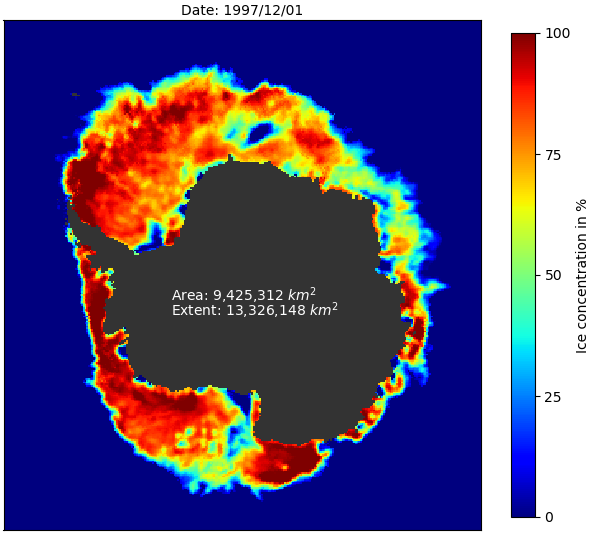 Date: 1997/12/01
Area: 9,425,312 km²
Extent: 13,326,148 km²
100
75
50
25
0
Ice concentration in %